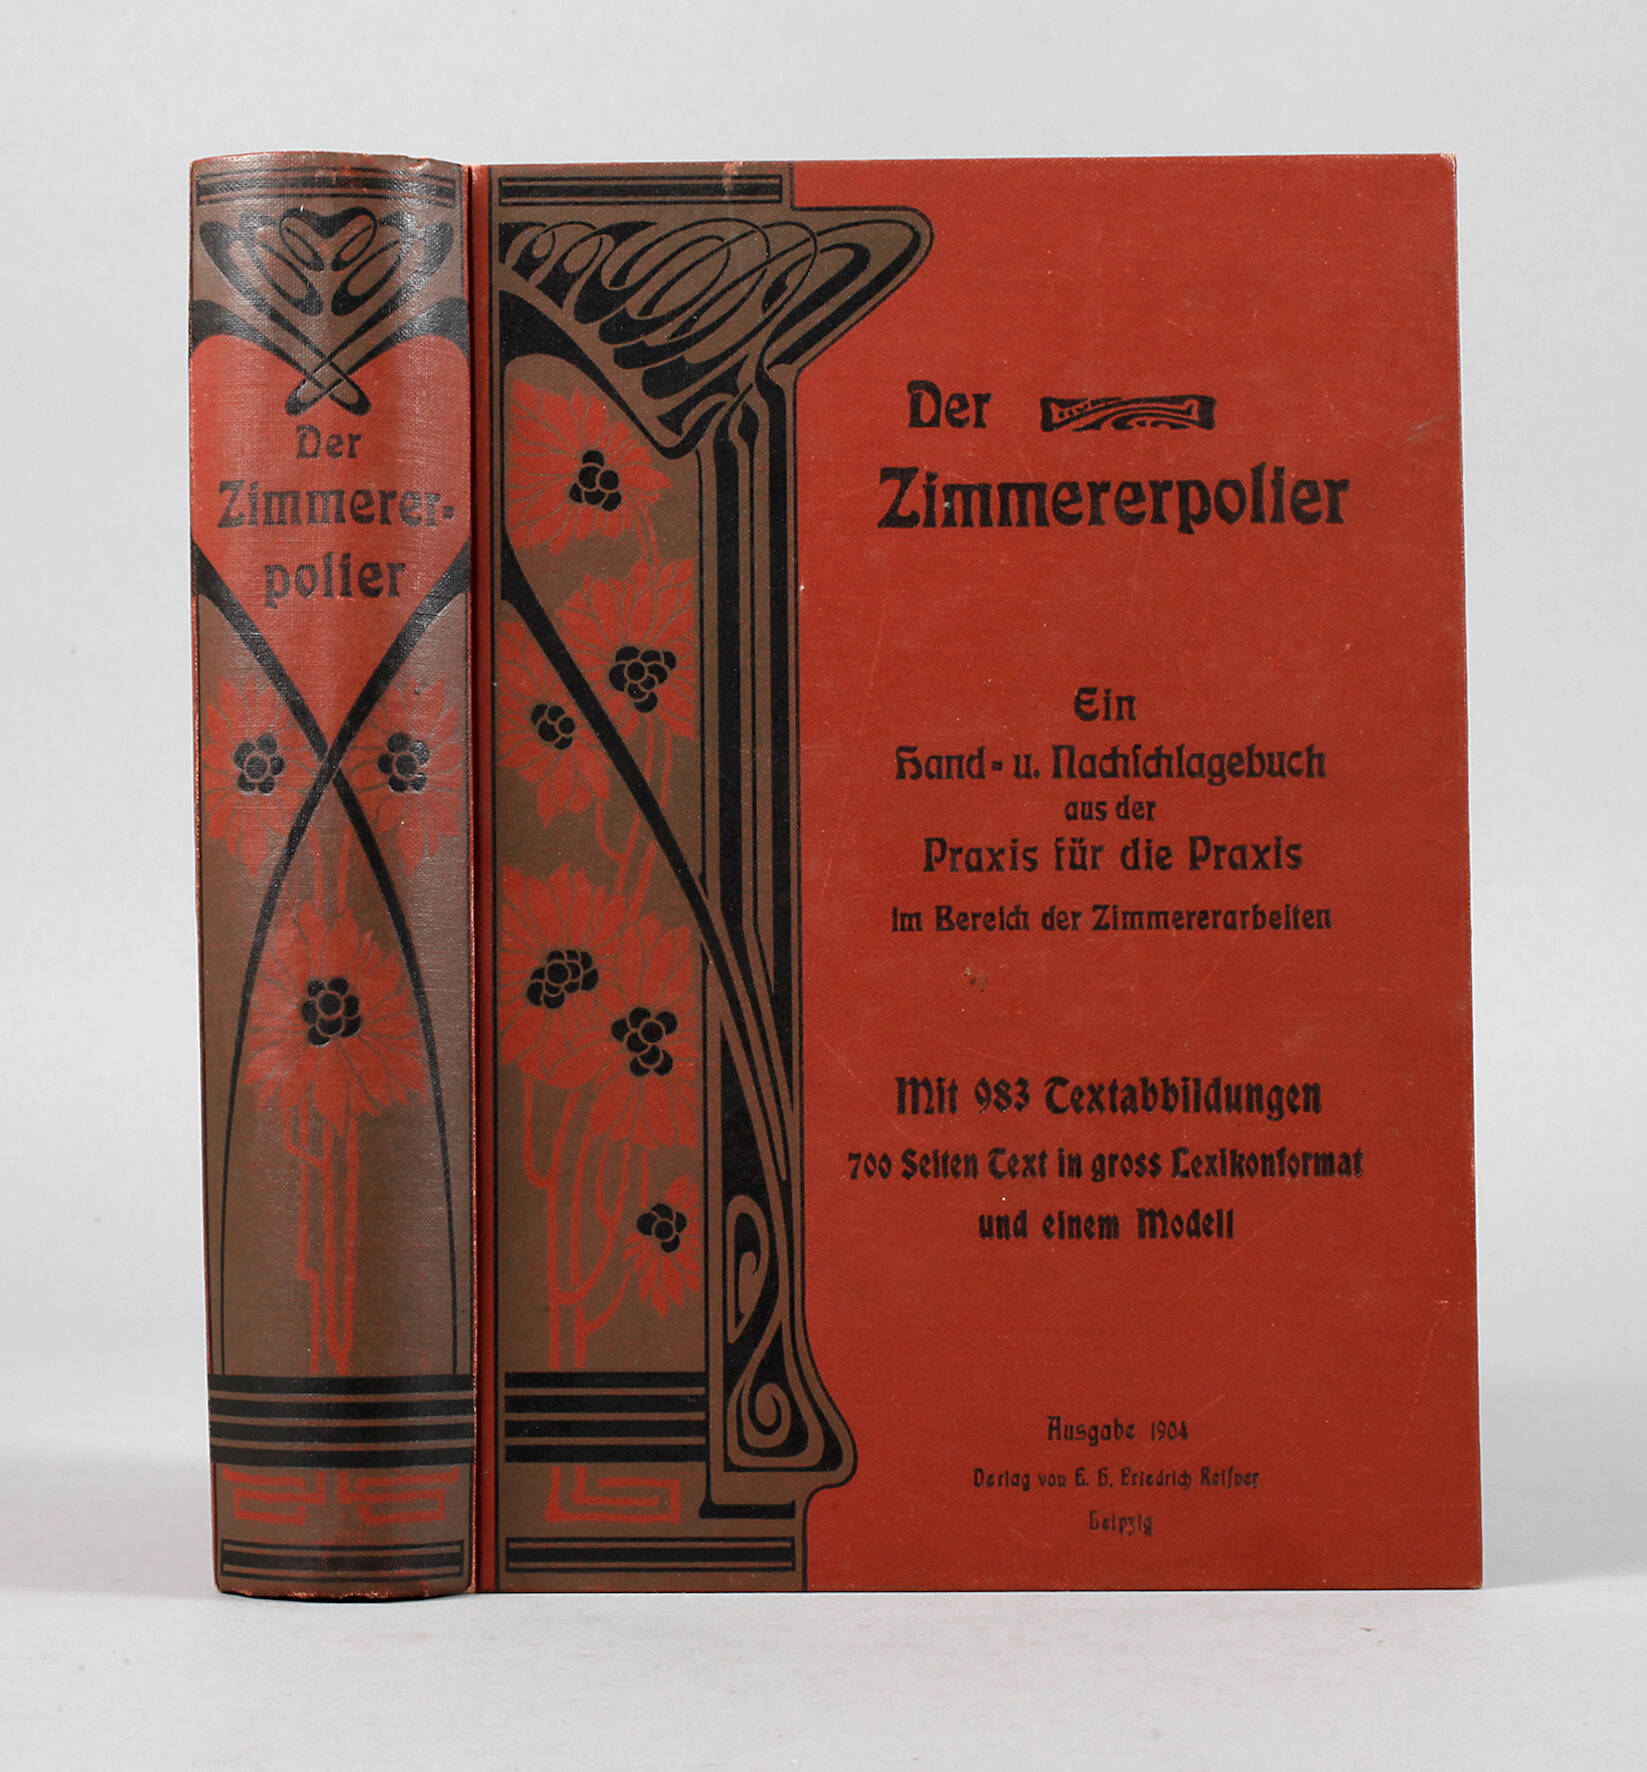 Der
Zimmerer-
polier
Der
Zimmererpolier
Ein
Hand- u. Nachſchlagebuch
aus der
Praxis für die Praxis
im Bereich der Zimmererarbeiten
Mit 983 Textabbildungen
700 Seiten Text in gross Lexikonformat
und einem Modell
Ausgabe 1904
Verlag von E. H. Friedrich Reiſner
Leipzig